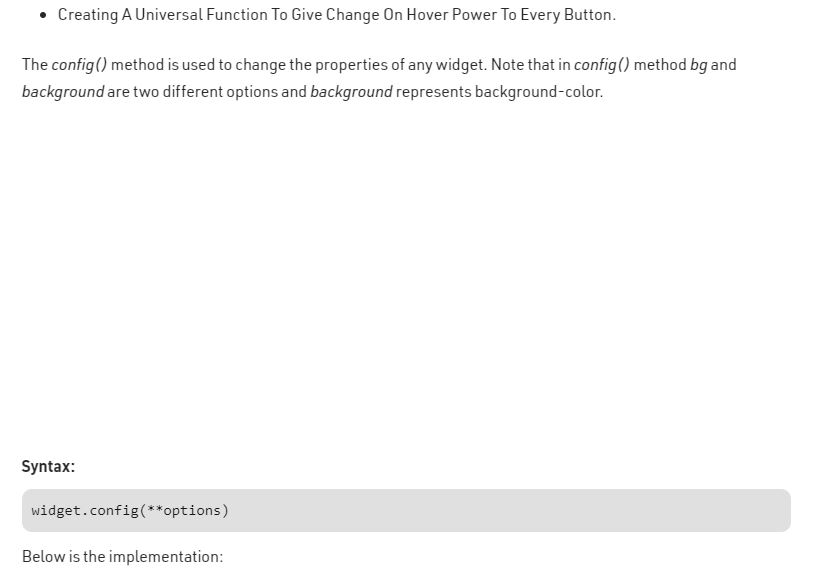 • Creating A Universal Function To Give Change On Hover Power To Every Button.
The config() method is used to change the properties of any widget. Note that in config() method bg and
background are two different options and background represents background-color.
Syntax:
widget.config(**options)
Below is the implementation: